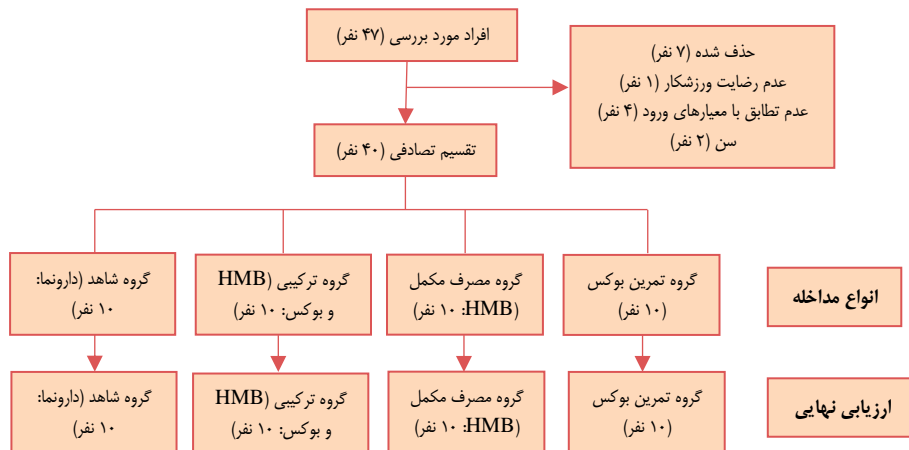 افراد مورد بررسی (۴۷ نفر)
حذف شده (۷ نفر)
عدم رضایت ورزشکار (۱ نفر)
عدم تطابق با معیارهای ورود (۴ نفر)
سن (۲ نفر)
تقسیم تصادفی (۴۰ نفر)
انواع مداخله
گروه تمرین بوکس
(۱۰ نفر)
گروه مصرف مکمل
(HMB: ۱۰ نفر)
گروه ترکیبی (HMB
و بوکس: ۱۰ نفر)
گروه شاهد (دارونما:
۱۰ نفر)
ارزیابی نهایی
گروه تمرین بوکس
(۱۰ نفر)
گروه مصرف مکمل
(HMB: ۱۰ نفر)
گروه ترکیبی (HMB
و بوکس: ۱۰ نفر)
گروه شاهد (دارونما:
۱۰ نفر)